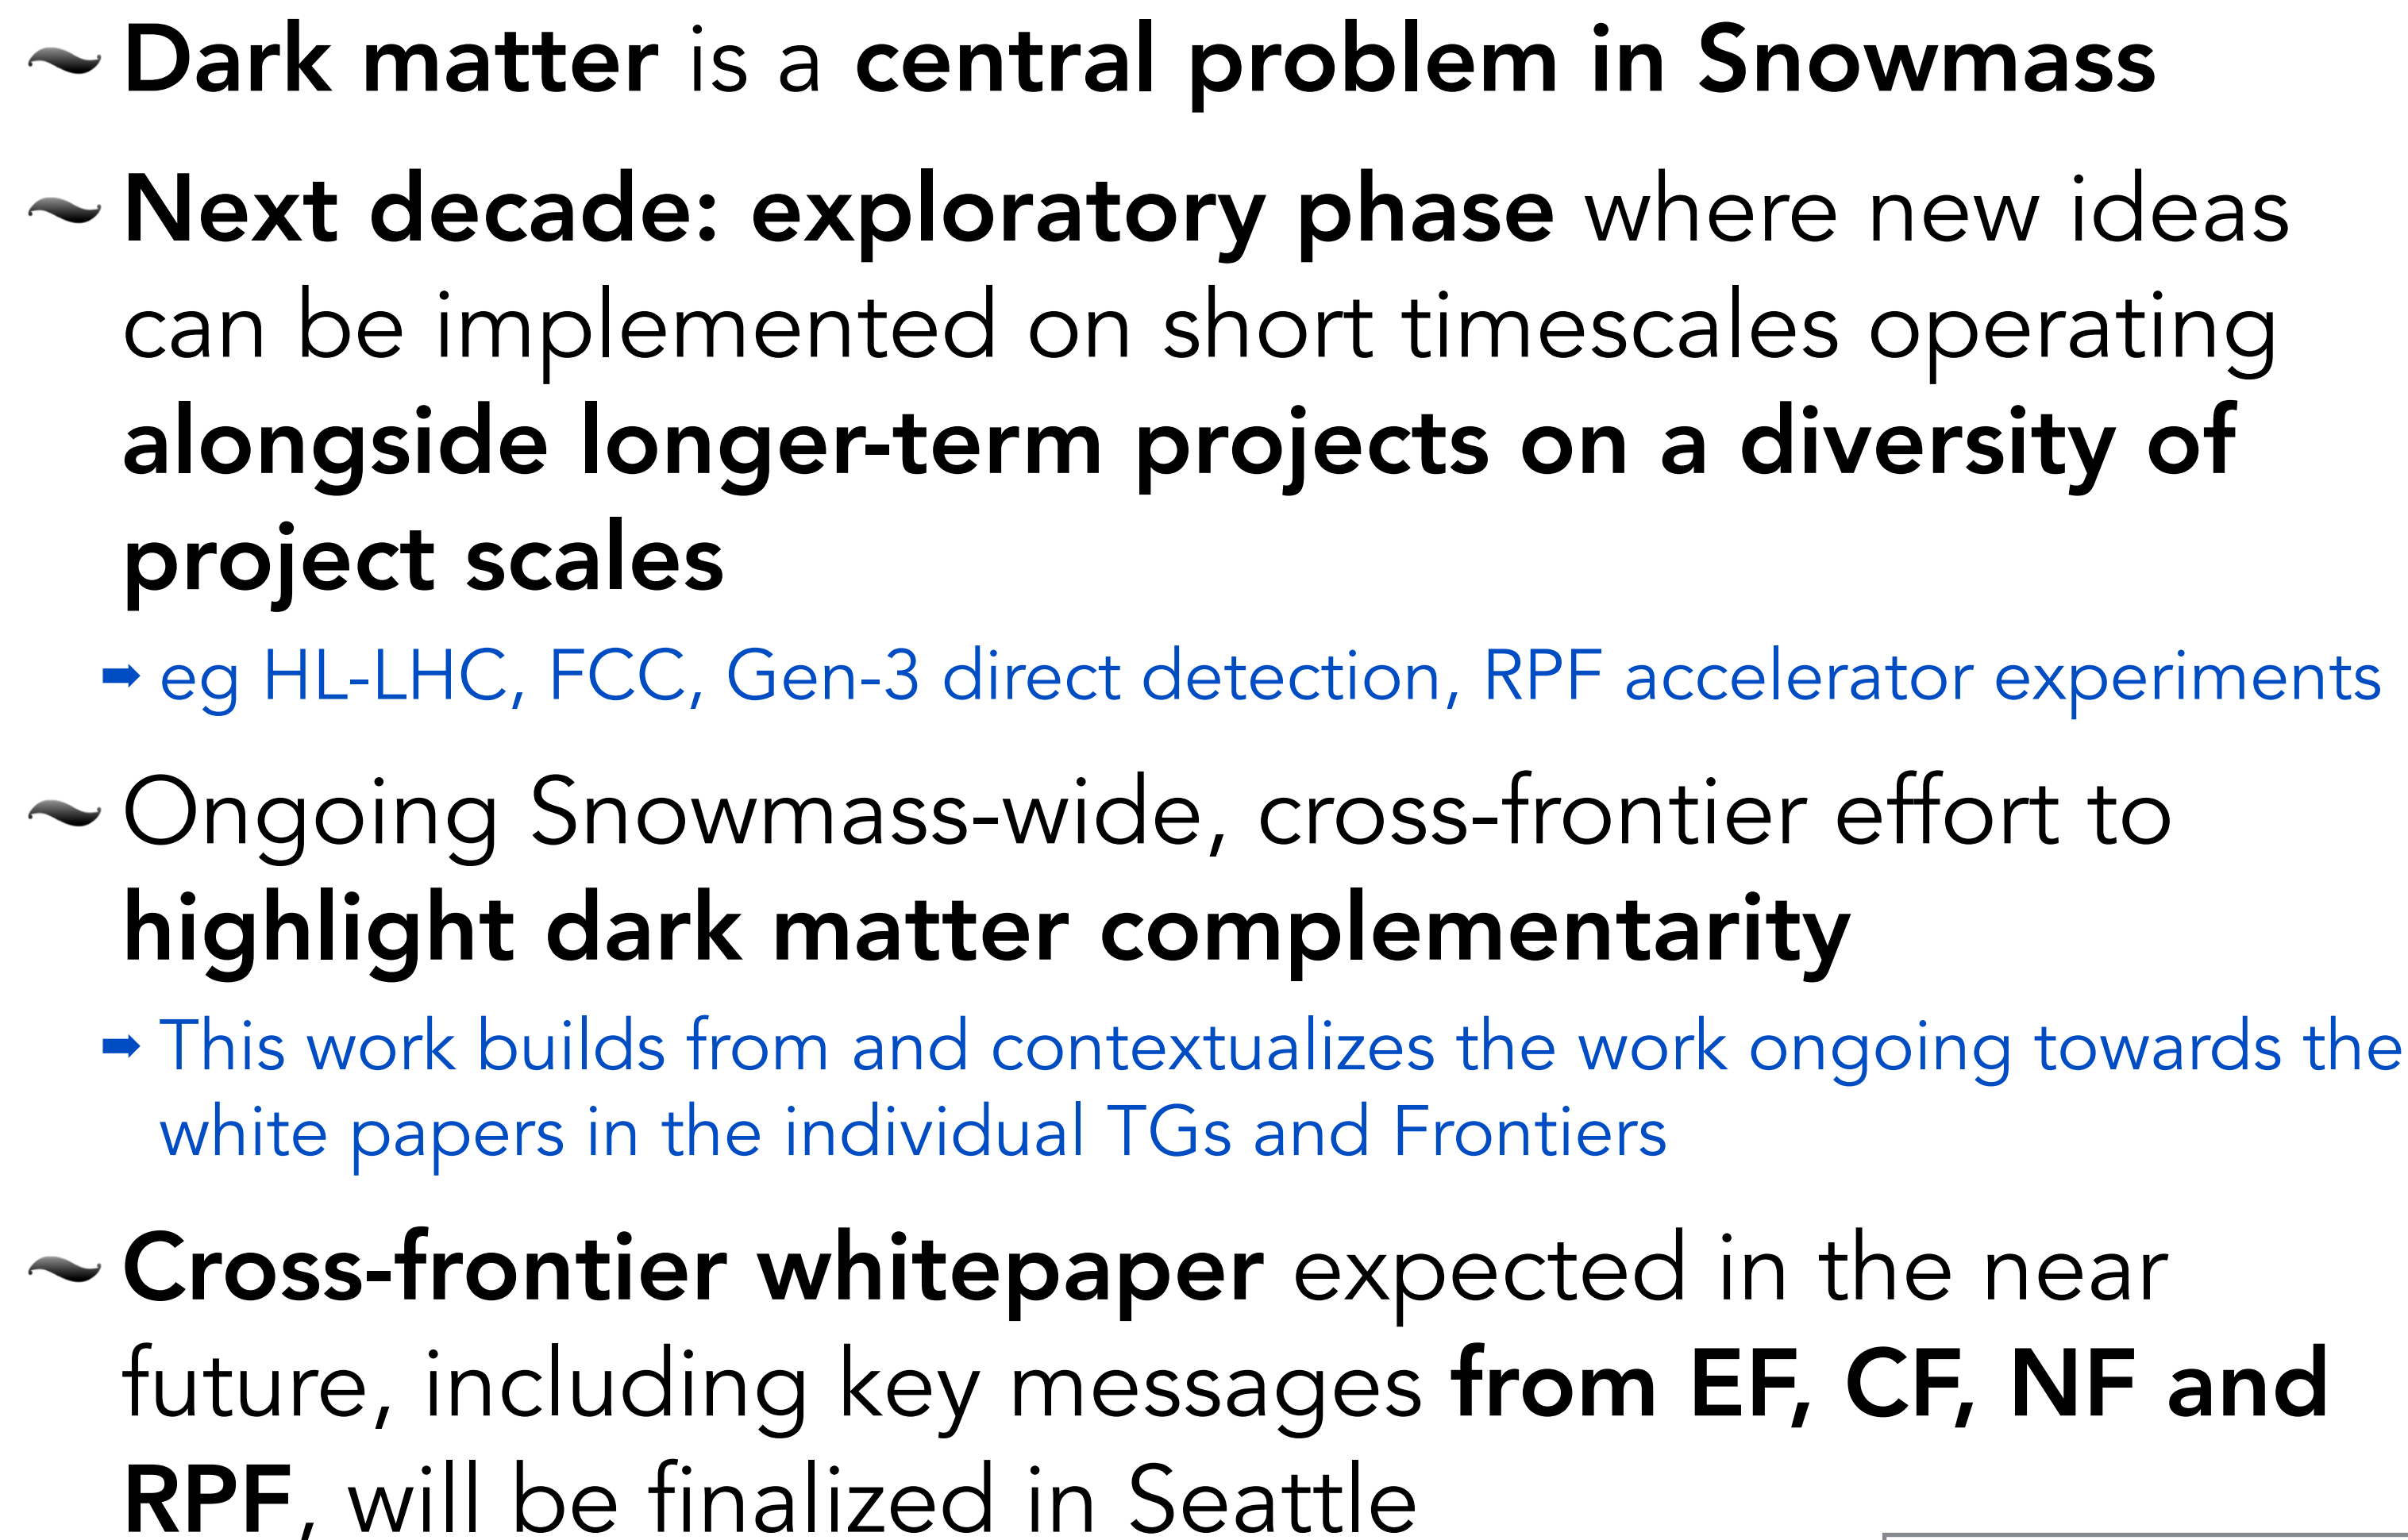 Dark matter is a central problem in Snowmass
Next decade: exploratory phase where new ideas
can be implemented on short timescales operating
alongside longer-term projects on a diversity of
project scales
eg HL-LHC, FCC, Gen-3 direct detection, RPF accelerator experiments
Ongoing Snowmass-wide, cross-frontier effort to
highlight dark matter complementarity
This work builds from and contextualizes the work ongoing towards the
white papers in the individual TGs and Frontiers
Cross-frontier whitepaper expected in the near
future, including key messages from EF, CF, NF and
RPF, will be finalized in Seattle